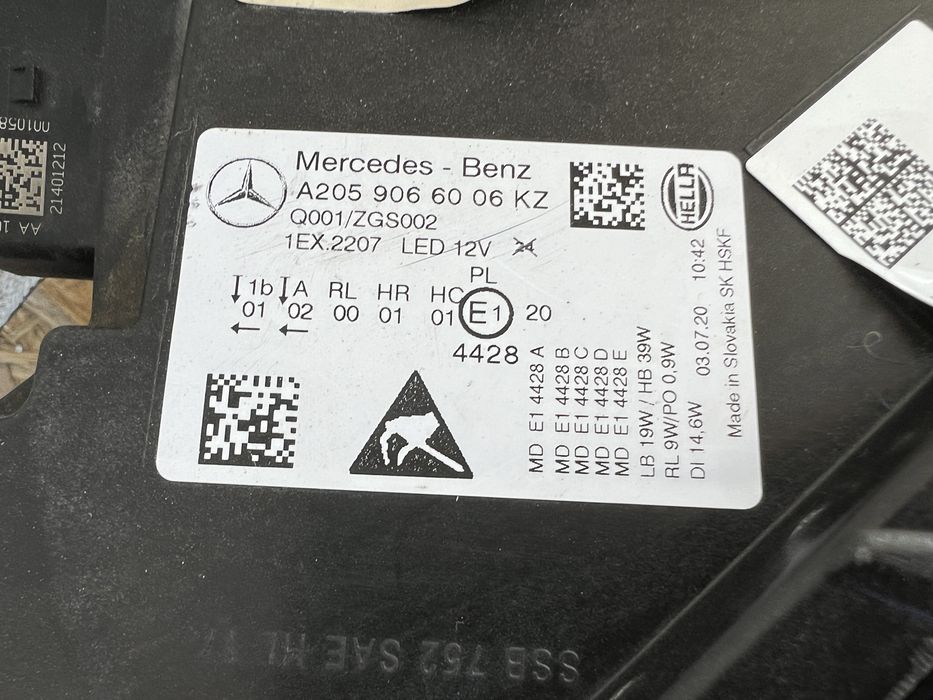 Mercedes - Benz
A205 906 60 06 KZ
Q001/ZGS002
1EX.2207 LED 12V 24
PL
1b A RL HR HC
01 02 00 01 01 E1 20
4428
HELLA
MD E1 4428 A
MD E1 4428 B
MD E1 4428 C
MD E1 4428 D
MD E1 4428 E
LB 19W / HB 39W
RL 9W/PO 0,9W
DI 14,6W 03.07.20 10:42
Made in Slovakia SK HSKF
21401212
SSB 752 SAE HL 17